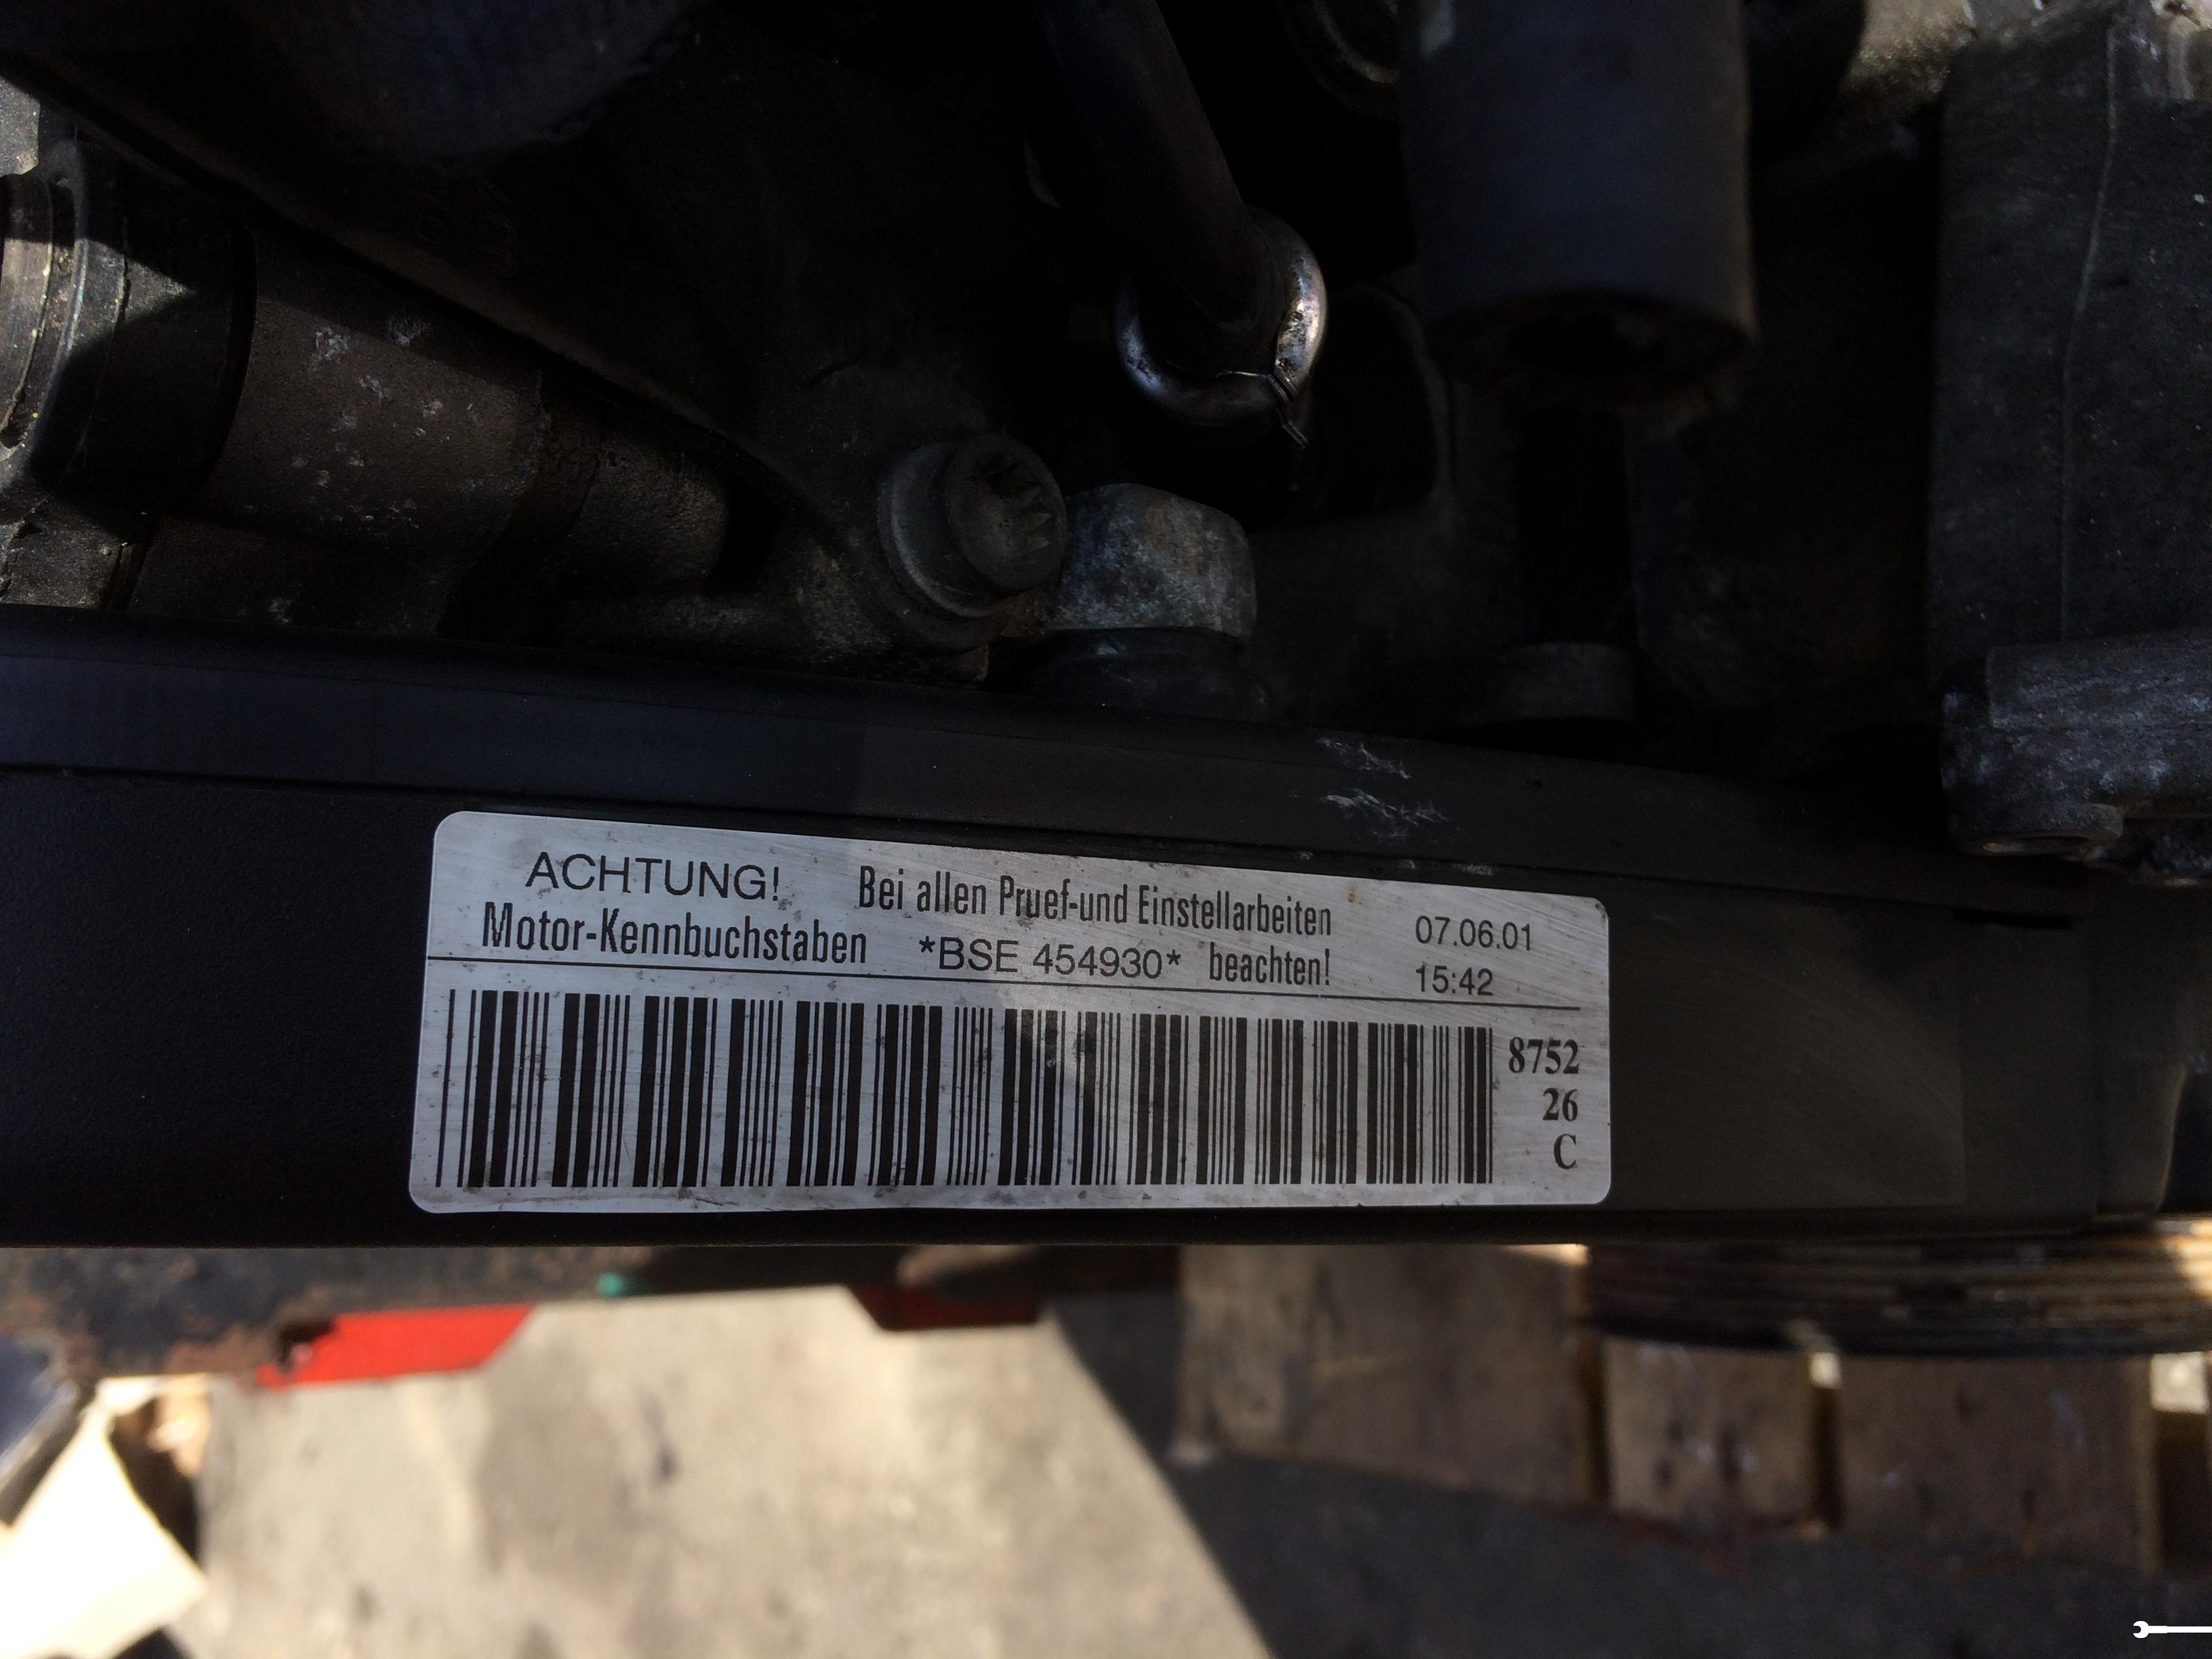 ACHTUNG! Bei allen Pruef-und Einstellarbeiten 07.06.01
Motor-Kennbuchstaben *BSE 454930* beachten! 15:42
8752
26
C